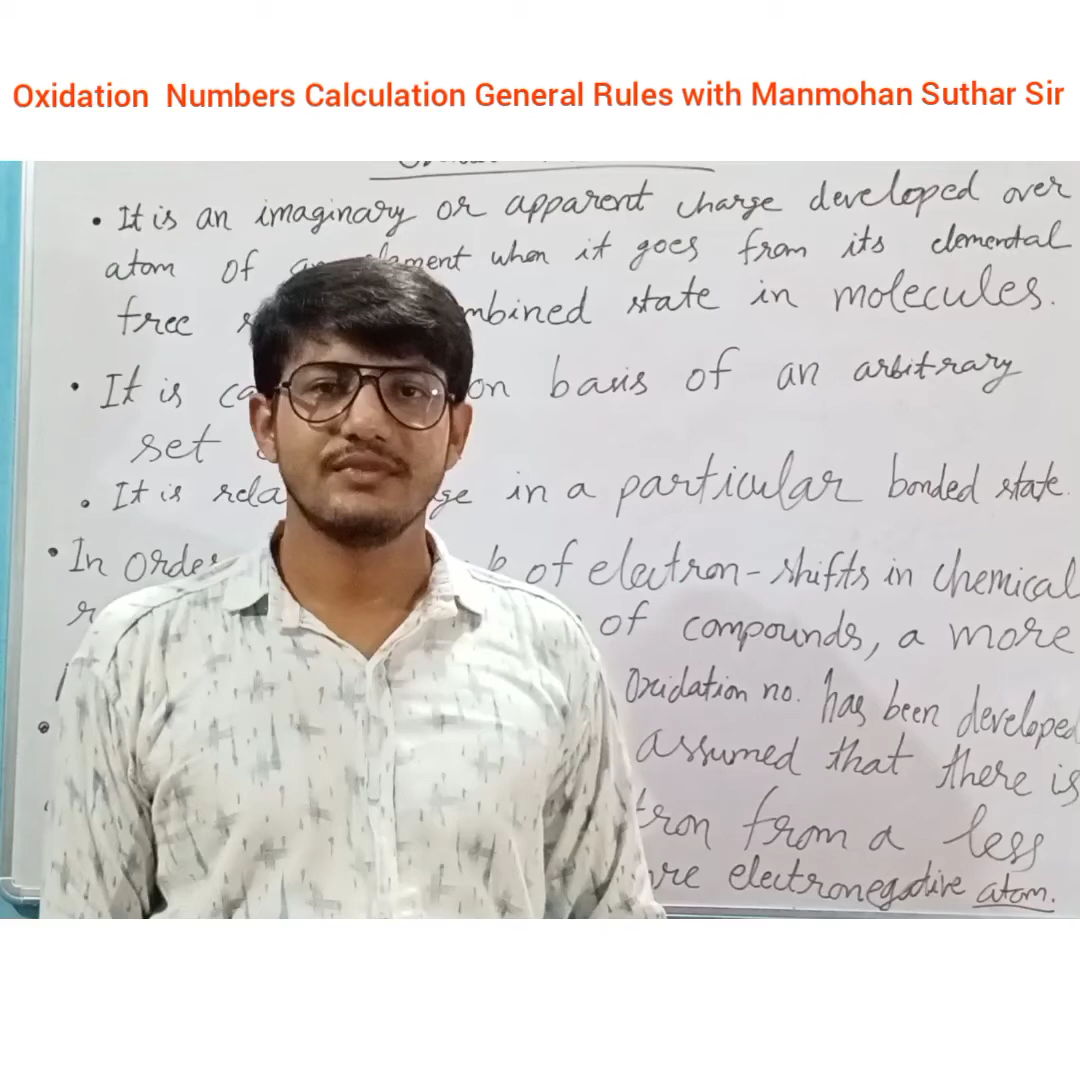 Oxidation Numbers Calculation General Rules with Manmohan Suthar Sir
• It is an imaginary or apparent charge developed over
atom of when it goes from its elemental
free state in molecules.
• It is on basis of an arbitrary
set
• It is in a particular bonded state.
• In of electron-shifts in chemical
of compounds, a more
Oxidation no. has been developed
assumed that there is
from a less
electronegative atom.